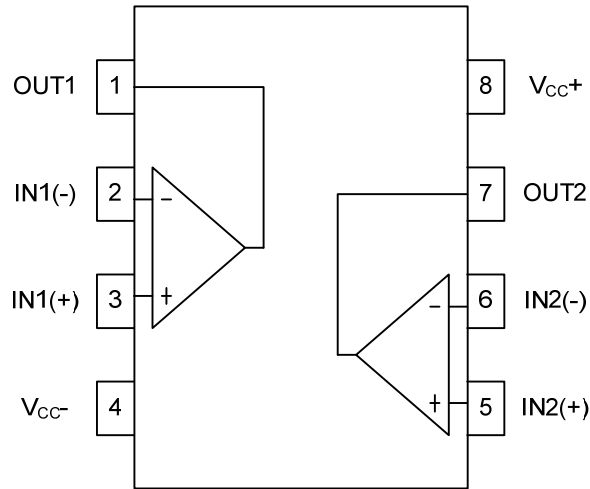 OUT1 1 8 VCC+
IN1(-) 2 - 7 OUT2
IN1(+) 3 + - 6 IN2(-)
VCC- 4 + 5 IN2(+)